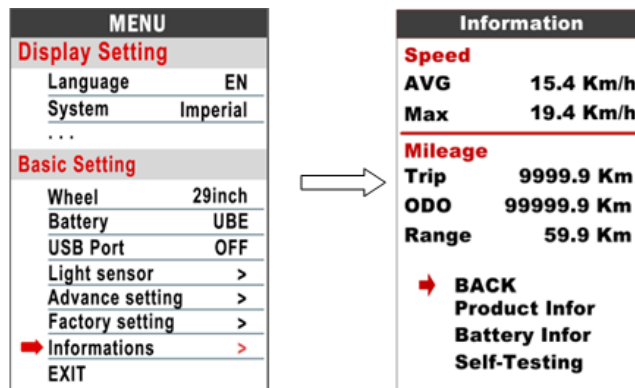 MENU
Display Setting
Language EN
System Imperial
...
Basic Setting
Wheel 29inch
Battery UBE
USB Port OFF
Light sensor >
Advance setting >
Factory setting >
Informations >
EXIT
Information
Speed
AVG 15.4 Km/h
Max 19.4 Km/h
Mileage
Trip 9999.9 Km
ODO 99999.9 Km
Range 59.9 Km
BACK
Product Infor
Battery Infor
Self-Testing